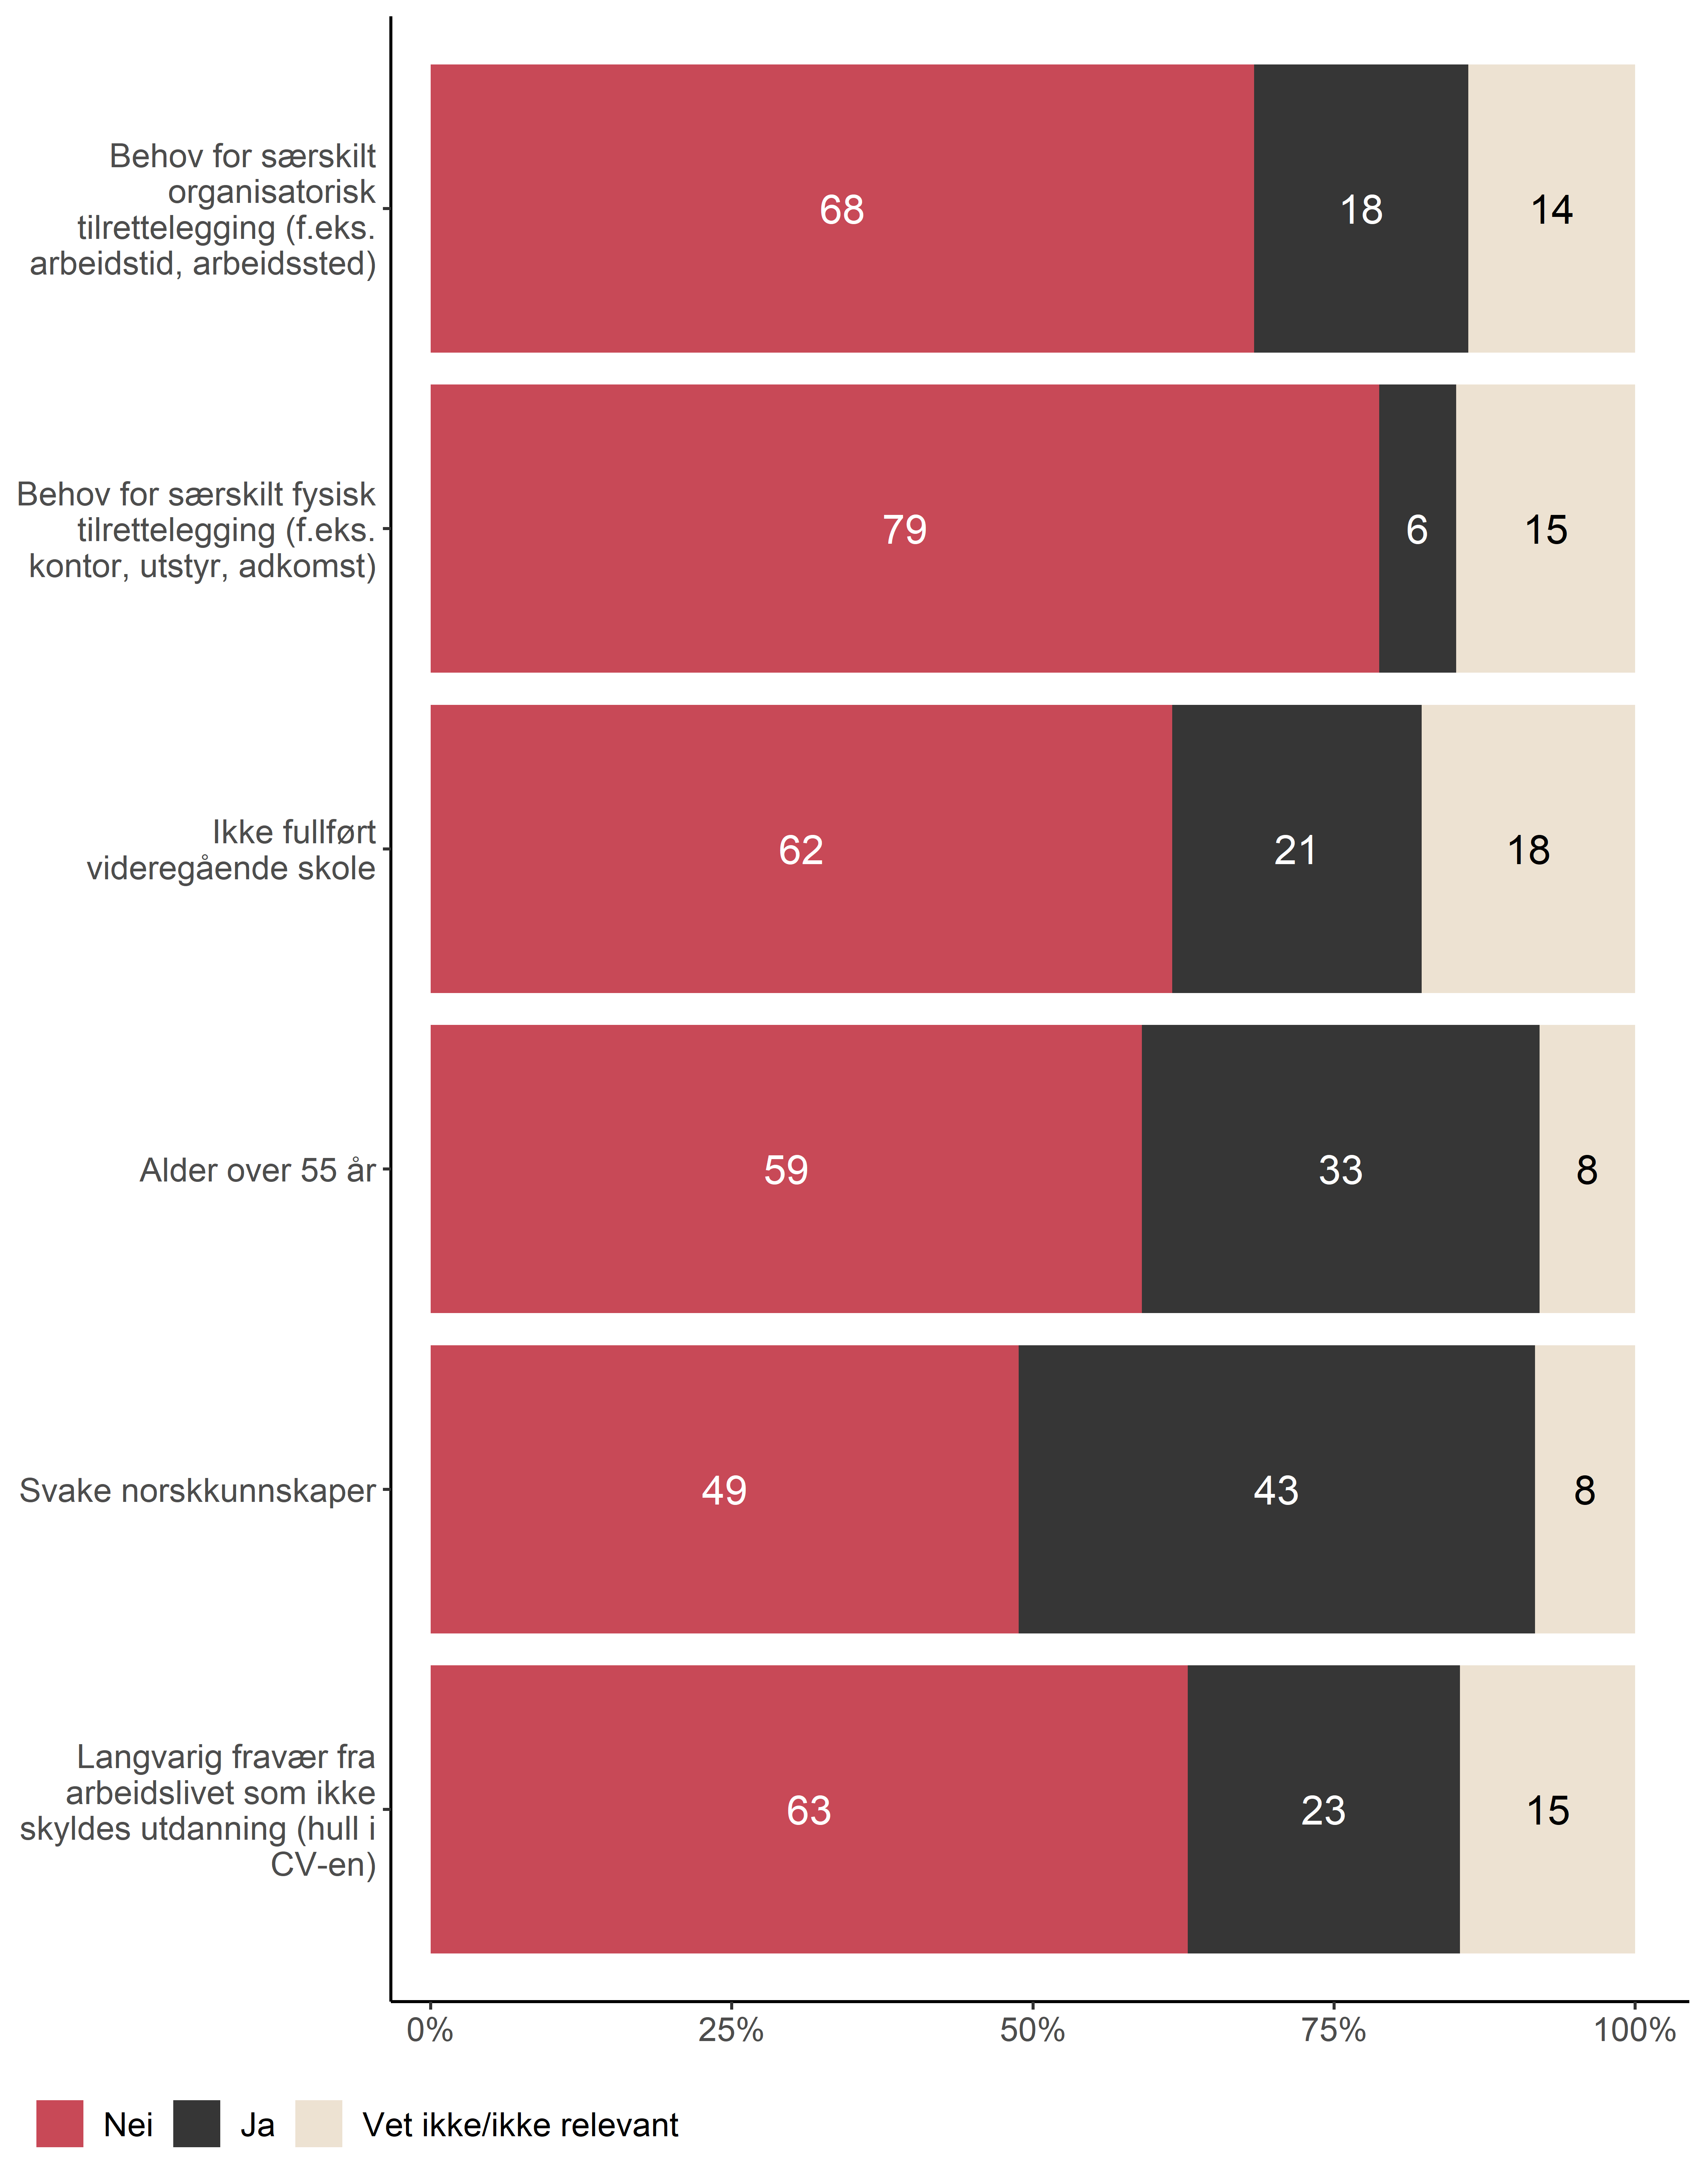 Behov for særskilt
organisatorisk
tilrettelegging (f.eks.
arbeidstid, arbeidssted)
68
18
14
Behov for særskilt fysisk
tilrettelegging (f.eks.
kontor, utstyr, adkomst)
79
6
15
Ikke fullført
videregående skole
62
21
18
Alder over 55 år
59
33
8
Svake norskkunnskaper
49
43
8
Langvarig fravær fra
arbeidslivet som ikke
skyldes utdanning (hull i
CV-en)
63
23
15
0% 25% 50% 75% 100%
Nei Ja Vet ikke/ikke relevant